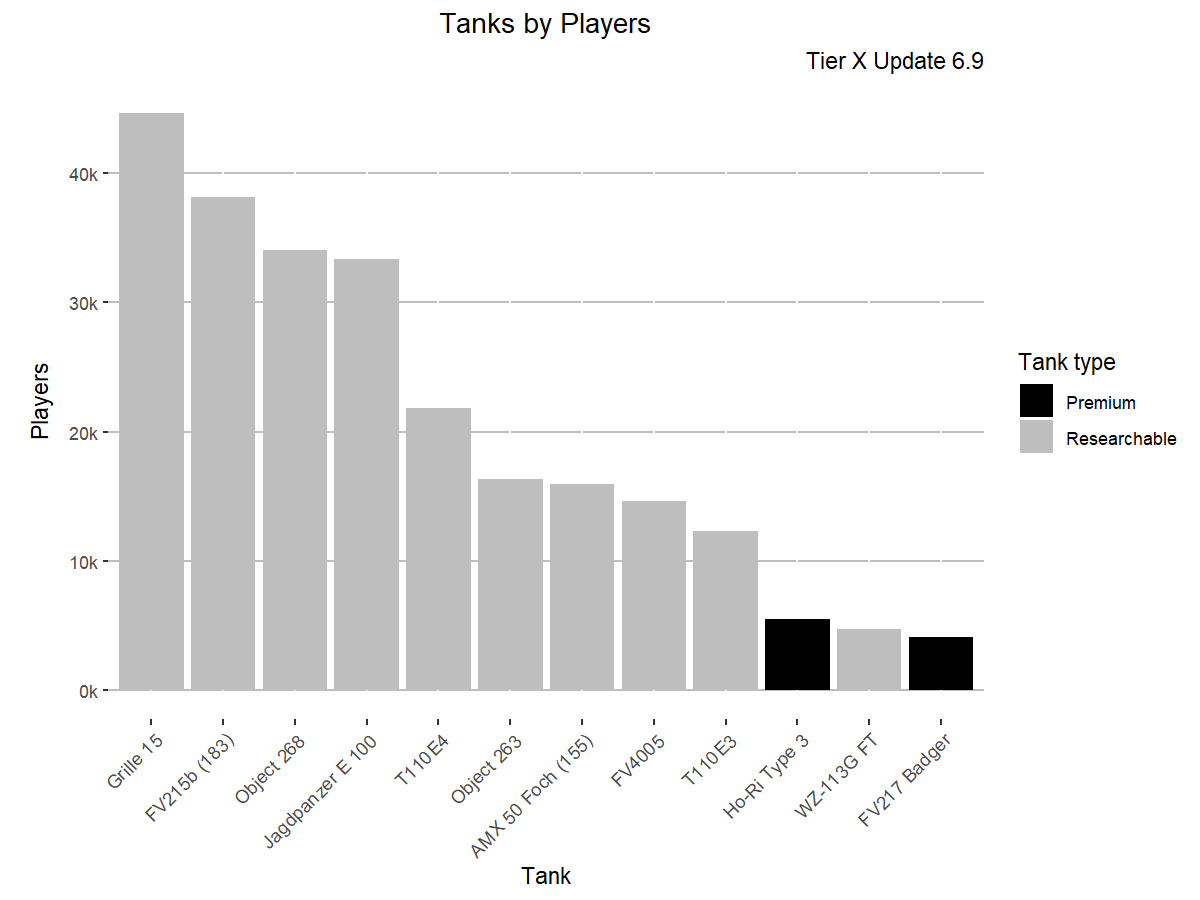 Tanks by Players
Tier X Update 6.9
Players
40k
30k
20k
10k
0k
Grille 15
FV215b (183)
Object 268
Jagdpanzer E 100
T110E4
Object 263
AMX 50 Foch (155)
FV4005
T110E3
Ho-Ri Type 3
WZ-113G FT
FV217 Badger
Tank
Tank type
Premium
Researchable